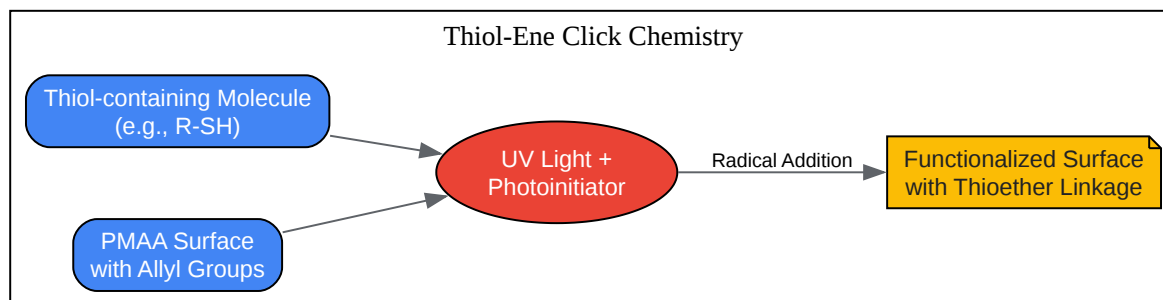 Thiol-Ene Click Chemistry
Thiol-containing Molecule
(e.g., R-SH)
UV Light +
Photoinitiator
Radical Addition
Functionalized Surface
with Thioether Linkage
PMAA Surface
with Allyl Groups